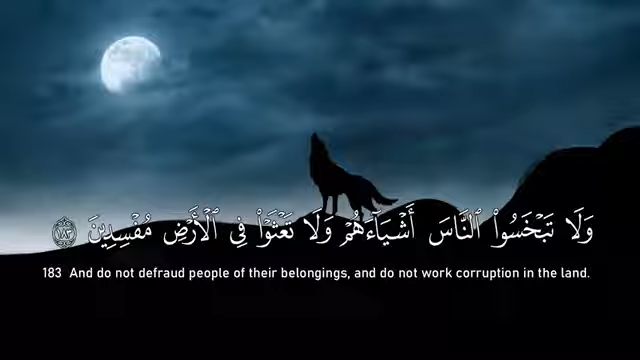 وَلَا تَبْخَسُوا۟ ٱلنَّاسَ أَشْيَآءَهُمْ وَلَا تَعْثَوْا۟ فِى ٱلْأَرْضِ مُفْسِدِينَ ١٨٣
183 And do not defraud people of their belongings, and do not work corruption in the land.